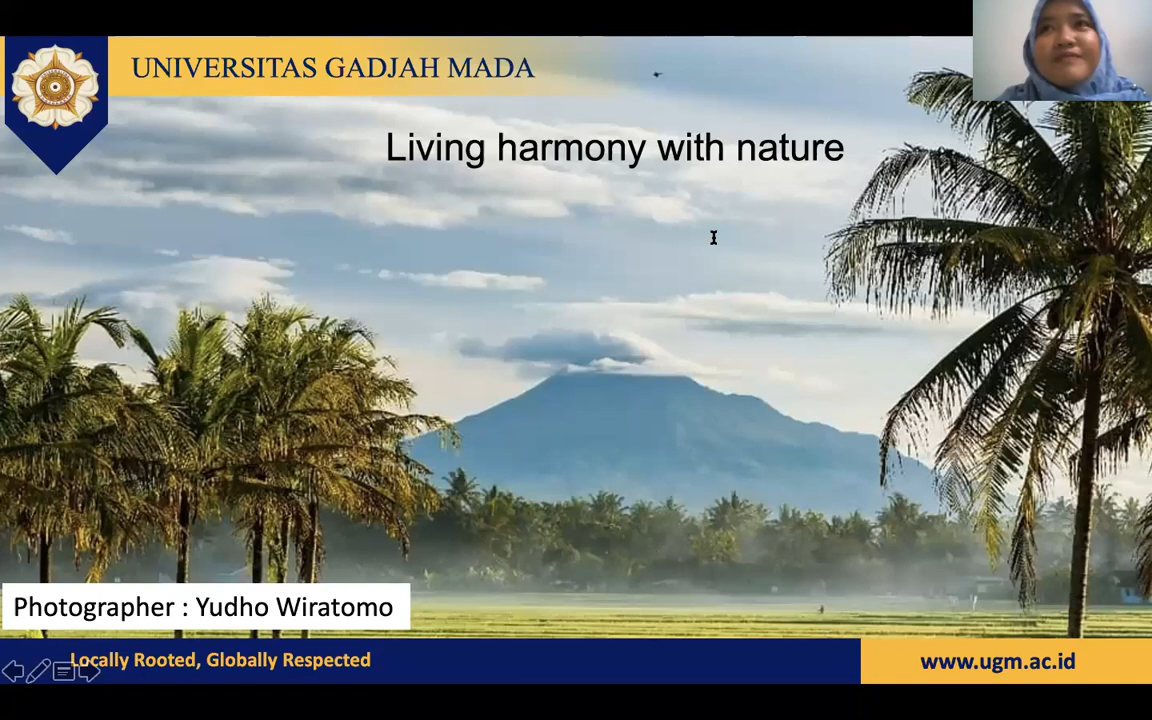 UNIVERSITAS GADJAH MADA
Living harmony with nature
Photographer : Yudho Wiratomo
Locally Rooted, Globally Respected
www.ugm.ac.id